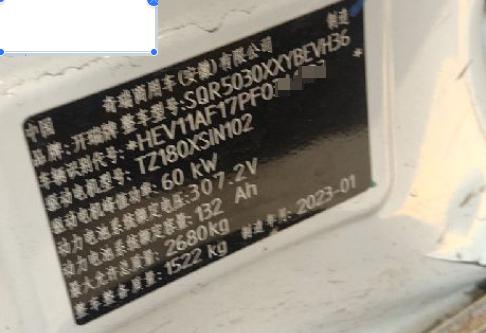 中国 奇瑞商用车(安徽)有限公司 制造
品牌:开瑞牌 整车型号:SQR5030XXYBEVH36
车辆识别代号:*HEV11AF17PF0 *
驱动电机型号:TZ180XSIN102
驱动电机峰值功率:60 kW
动力电池系统额定电压:307.2V
动力电池系统额定容量:132 Ah
最大允许总质量:2680kg
整车整备质量:1522 kg 制造年月:2023-01